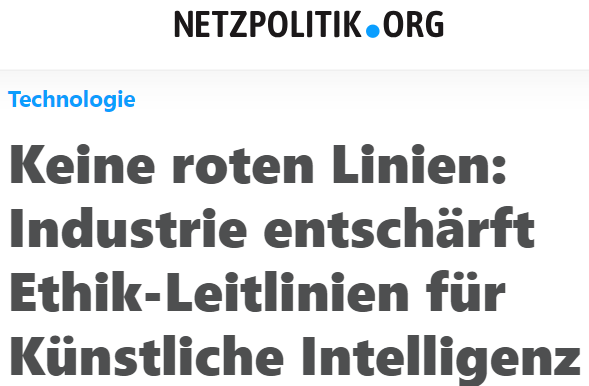 NETZPOLITIK.ORG
Technologie
Keine roten Linien:
Industrie entschärft
Ethik-Leitlinien für
Künstliche Intelligenz